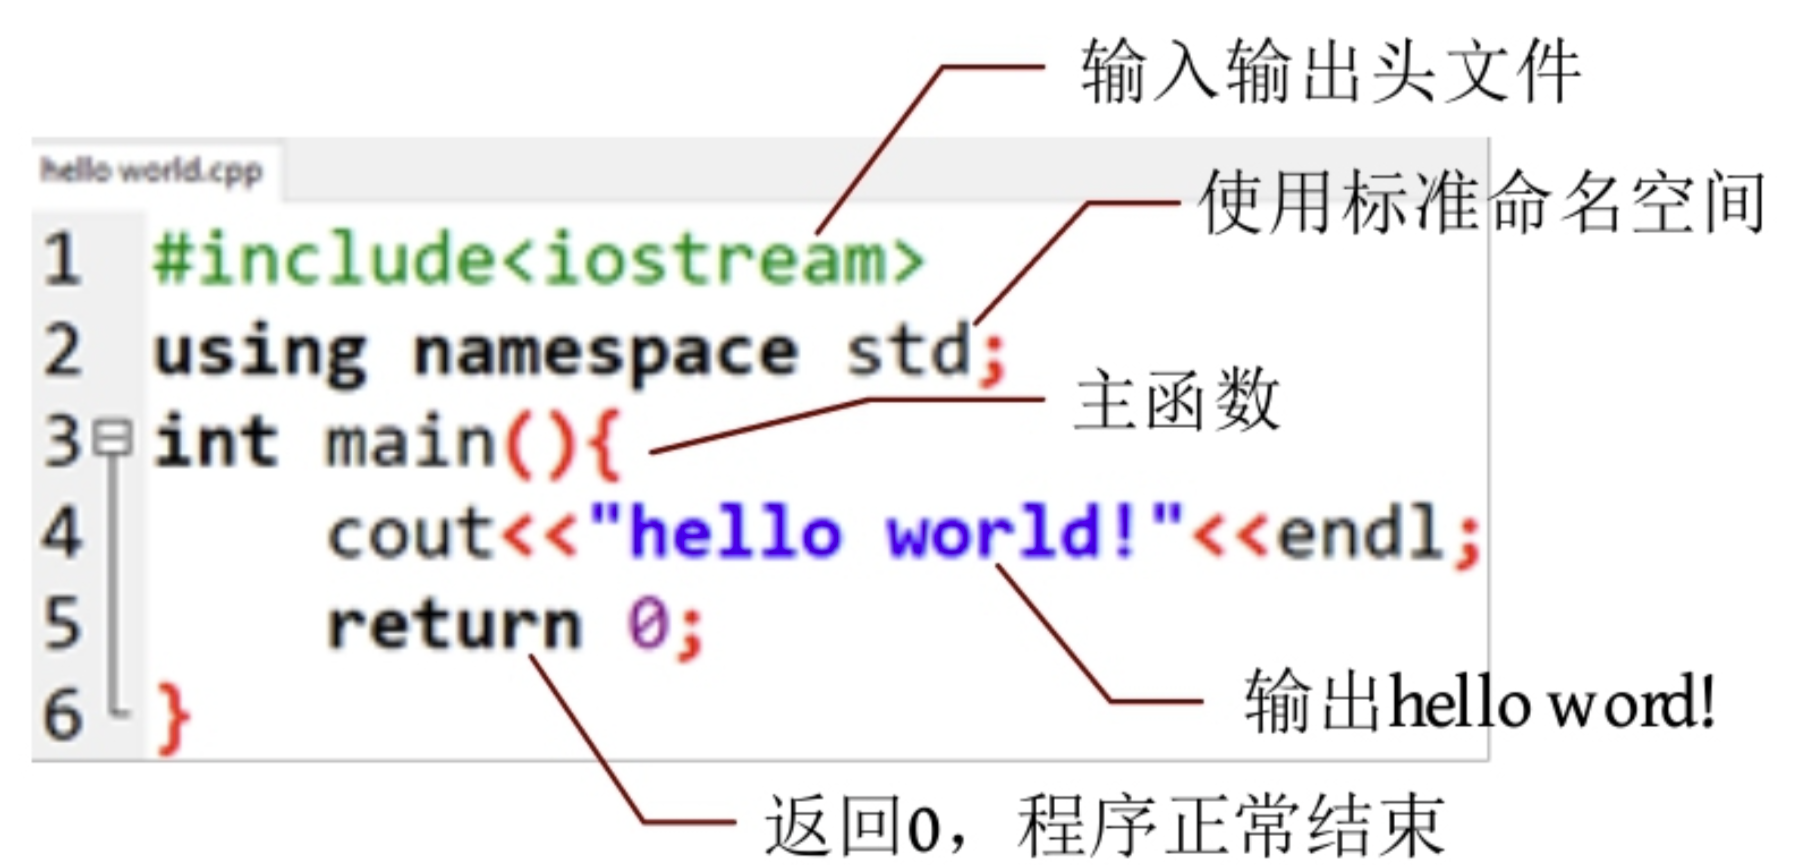 输入输出头文件
hello world.cpp
使用标准命名空间
1 #include<iostream>
2 using namespace std;
主函数
3 int main(){
4 cout<<"hello world!"<<endl;
5 return 0;
输出hello word!
6 }
返回0，程序正常结束